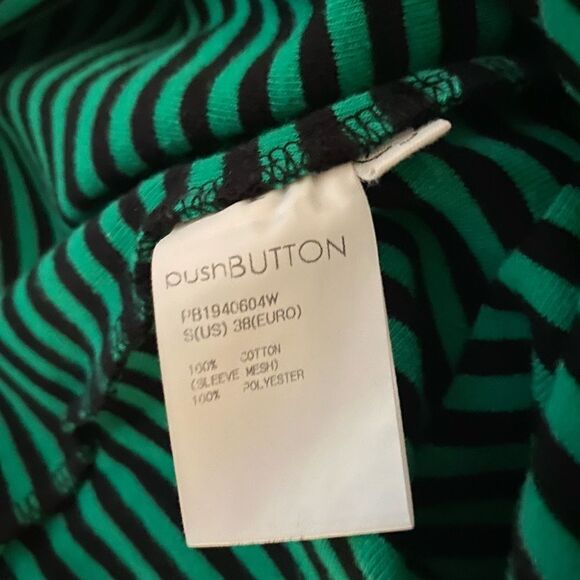 pushBUTTON
PB1940604W
S(US) 38(EURO)
100% COTTON
(SLEEVE MESH)
100% POLYESTER